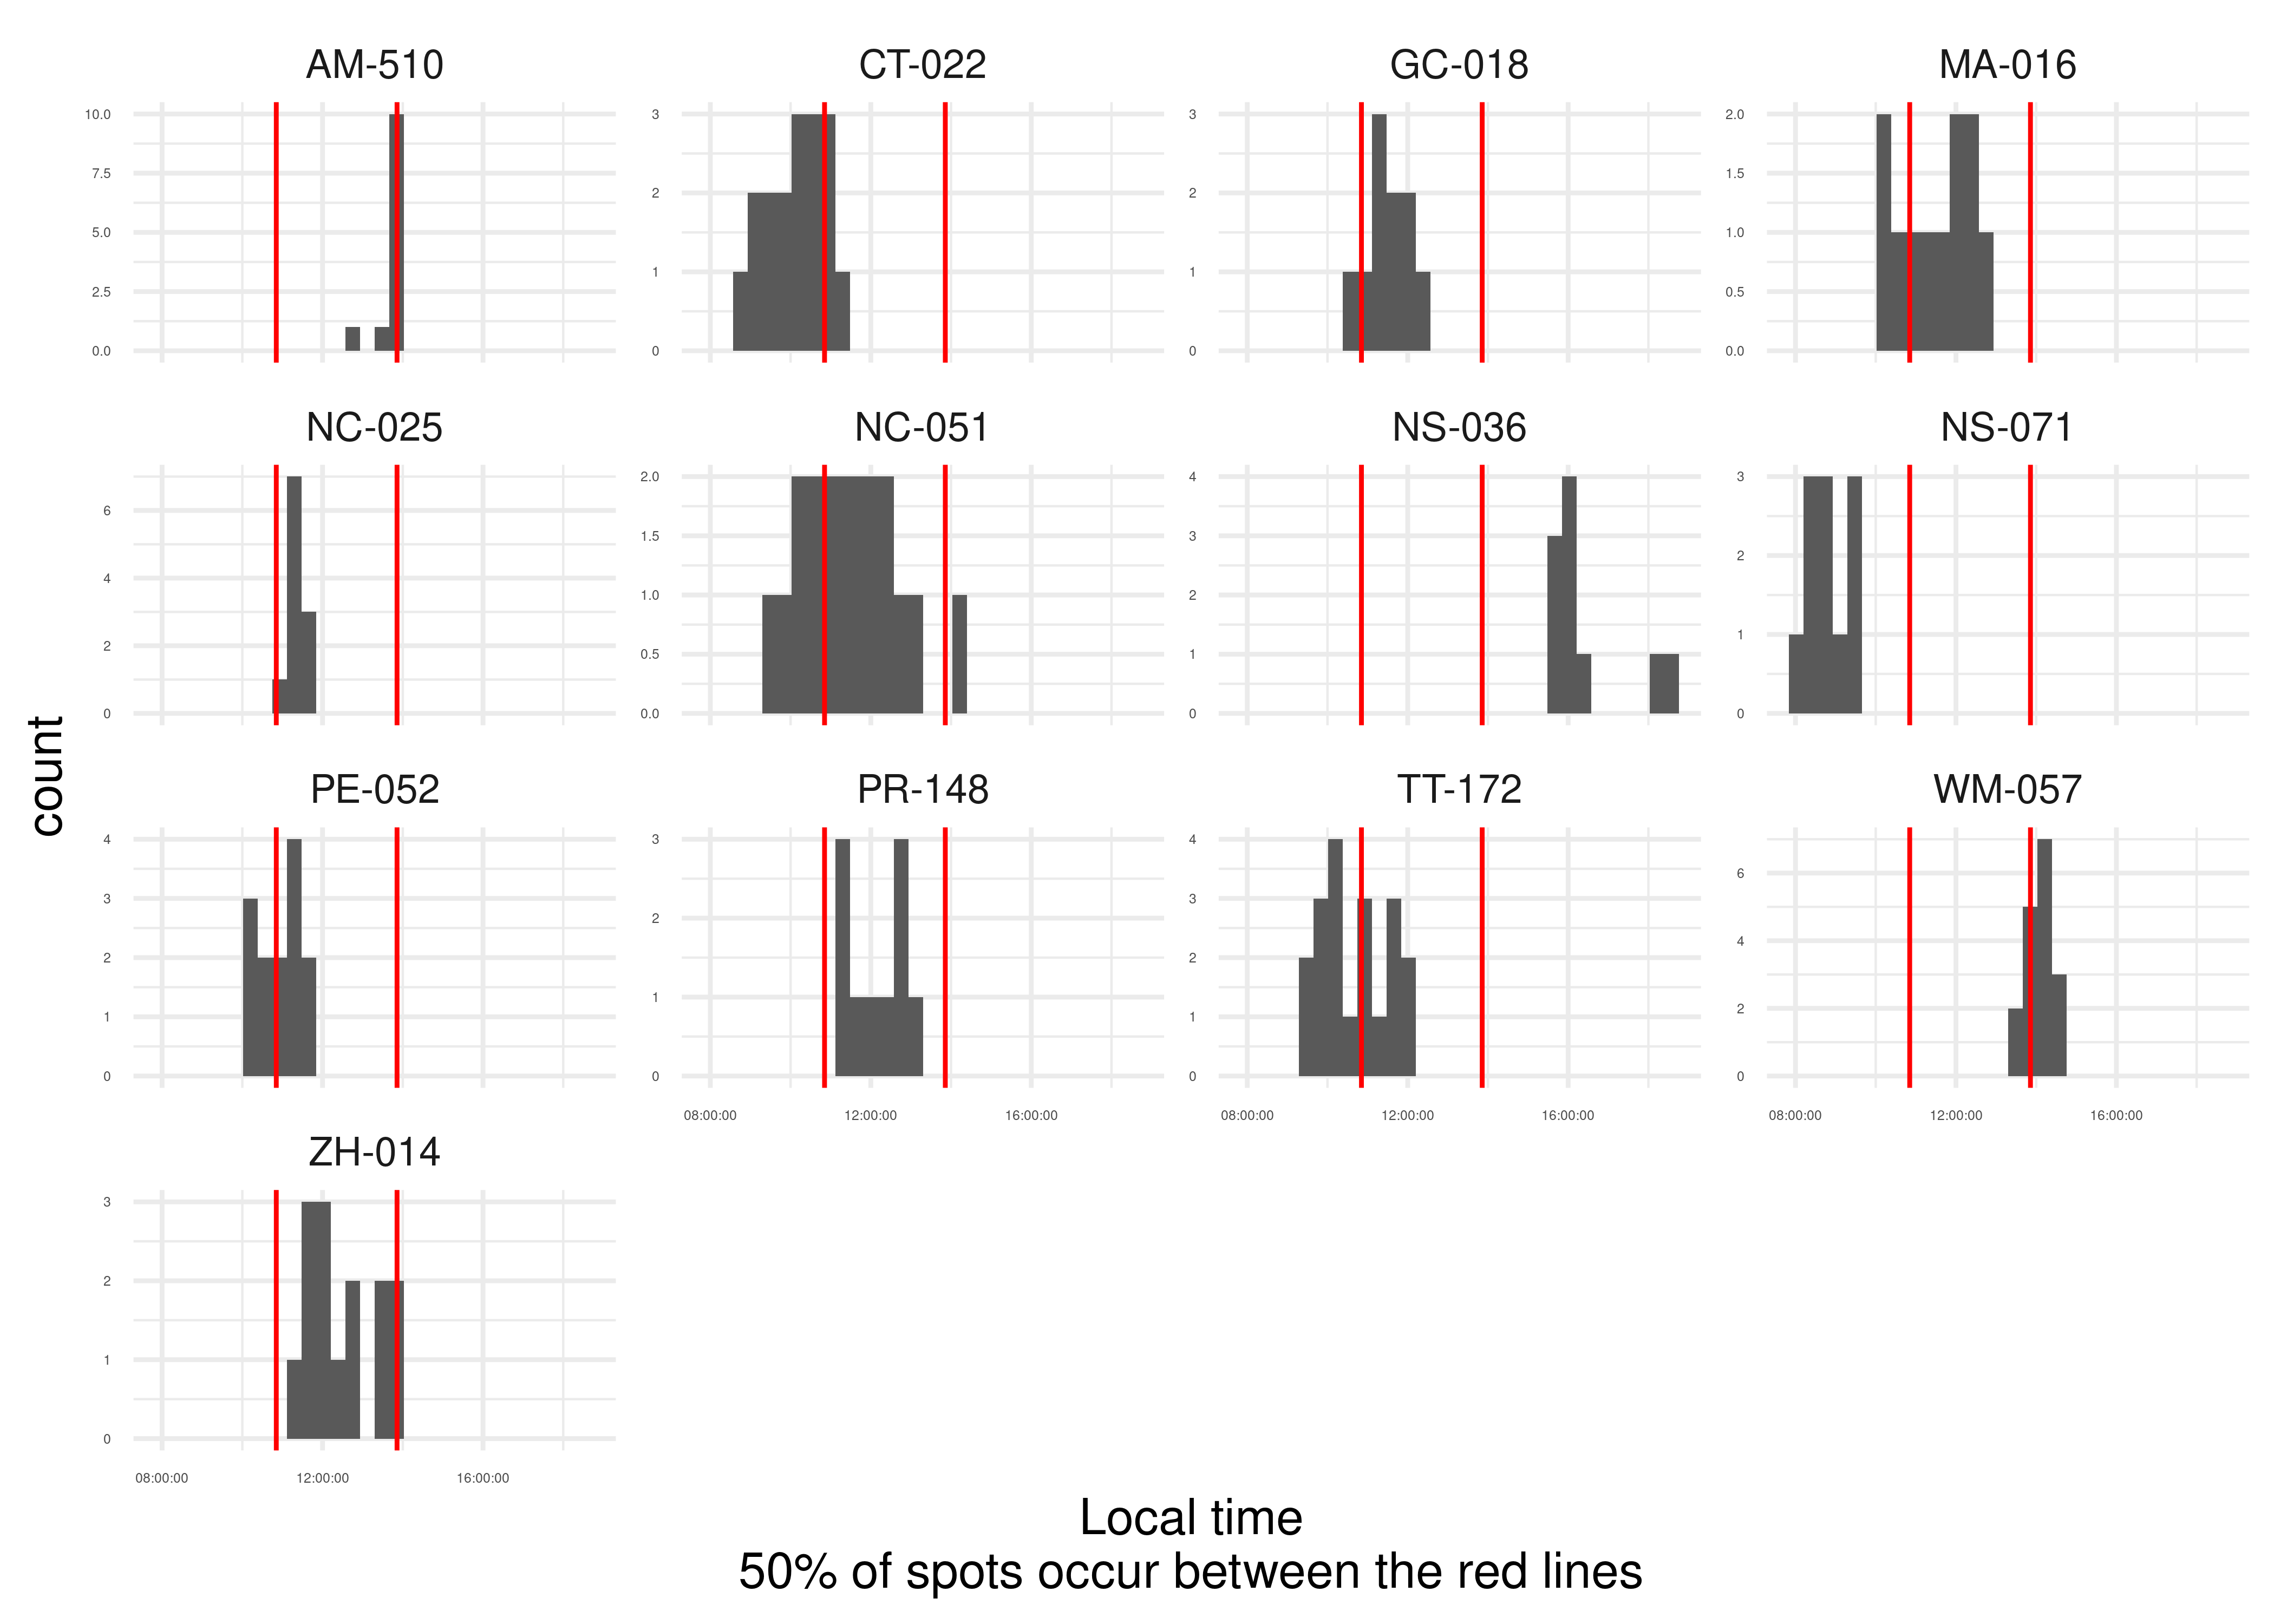 AM-510 CT-022 GC-018 MA-016
10.0 3 3 2.0
7.5 2 2 1.5
5.0 1.0
2.5 1 1 0.5
0.0 0 0 0.0
NC-025 NC-051 NS-036 NS-071
2.0 4 3
6 1.5 3
4 1.0 2 2
2 0.5 1 1
0 0.0 0 0
count
PE-052 PR-148 TT-172 WM-057
4 3 4
3 3 6
2 2 2 4
1 1 1 2
0 0 0 0
08:00:00 12:00:00 16:00:00 08:00:00 12:00:00 16:00:00 08:00:00 12:00:00 16:00:00
ZH-014
3
2
1
0
08:00:00 12:00:00 16:00:00
Local time
50% of spots occur between the red lines